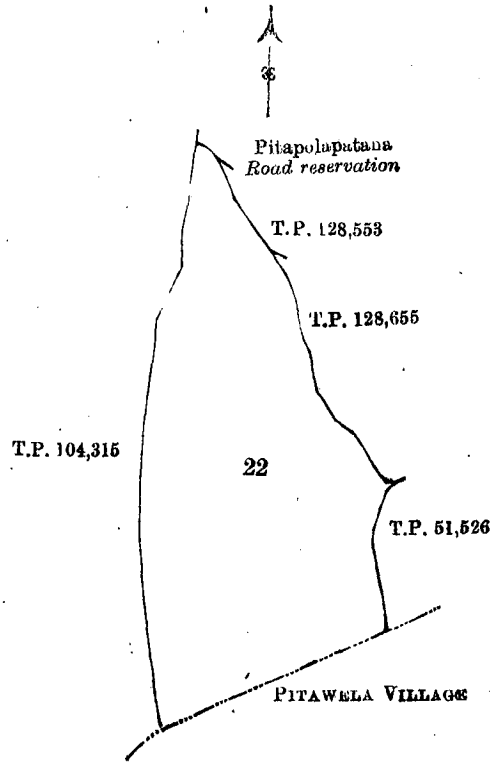 Pitapolapatana
Road reservation
T.P. 128,553
T.P. 128,655
T.P. 104,315
22
T.P. 51,526
PITAWELA VILLAGE